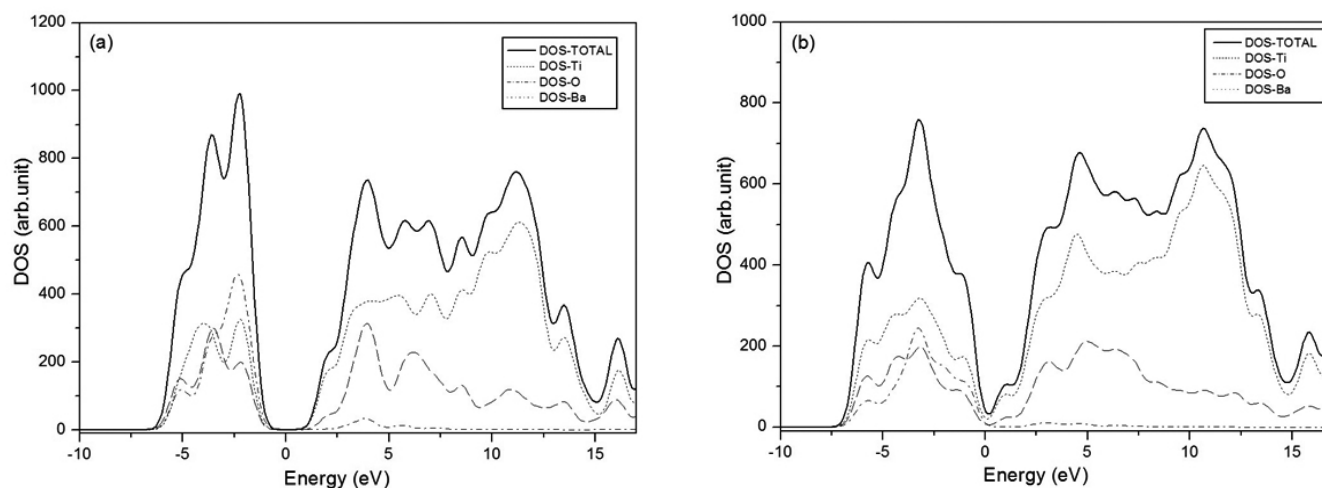 (a)
DOS-TOTAL
DOS-Ti
DOS-O
DOS-Ba
1200
1000
800
600
400
200
0
DOS (arb.unit)
-10 -5 0 5 10 15
Energy (eV)
(b)
DOS-TOTAL
DOS-Ti
DOS-O
DOS-Ba
1000
800
600
400
200
0
DOS (arb.unit)
-10 -5 0 5 10 15
Energy (eV)